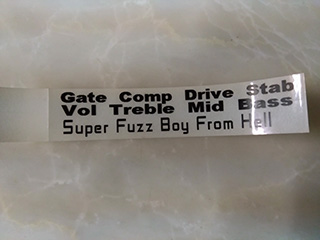 Gate Comp Drive Stab
Vol Treble Mid Bass
Super Fuzz Boy From Hell